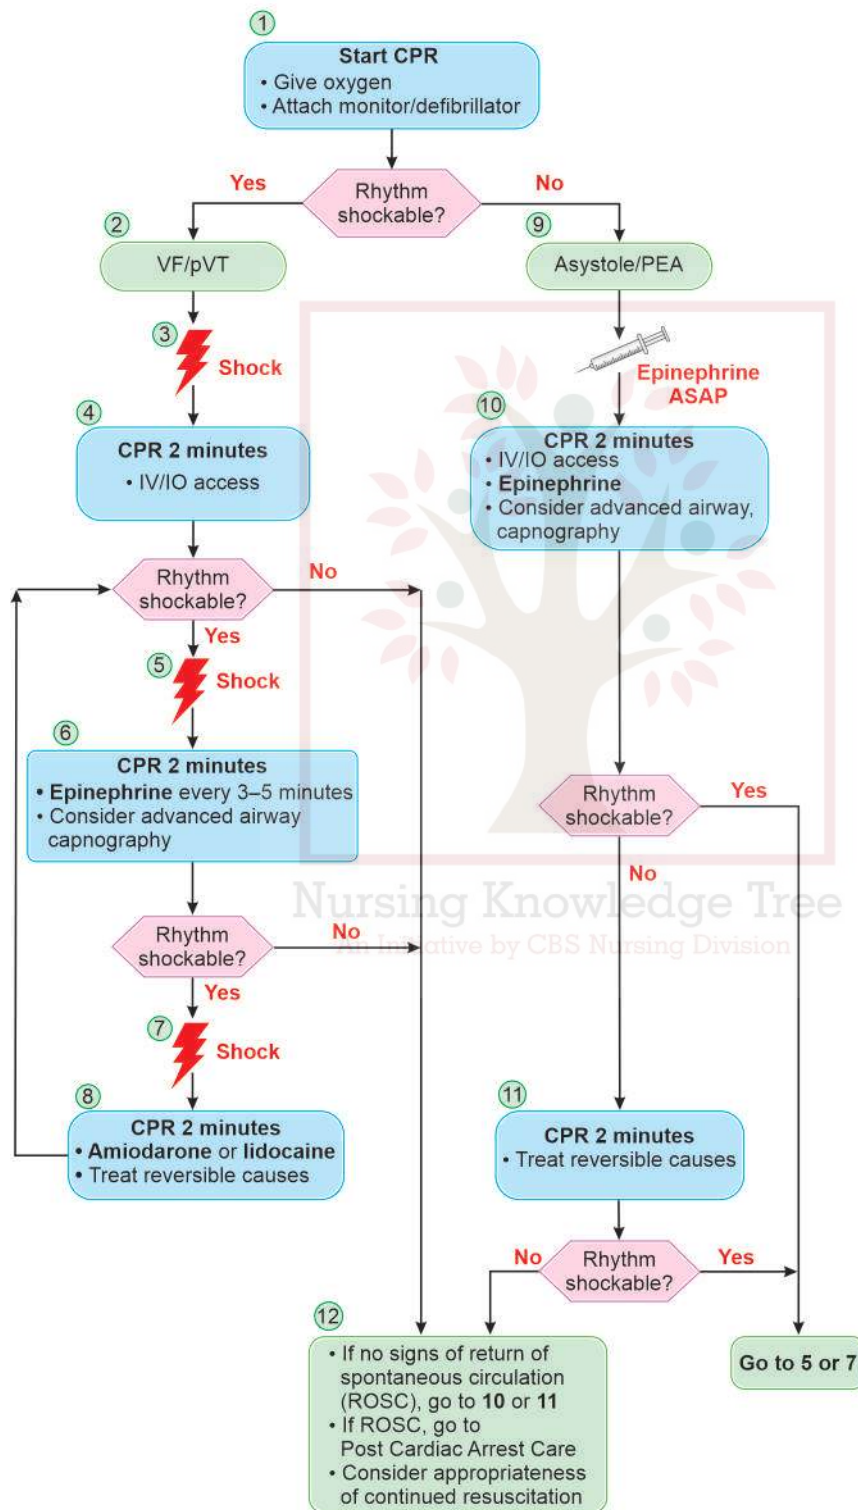 1
Start CPR
• Give oxygen
• Attach monitor/defibrillator
Rhythm
shockable?
Yes
No
2
VF/pVT
9
Asystole/PEA
3
Shock
Epinephrine
ASAP
4
CPR 2 minutes
• IV/IO access
10
CPR 2 minutes
• IV/IO access
• Epinephrine
• Consider advanced airway,
capnography
Rhythm
shockable?
No
Yes
5
Shock
6
CPR 2 minutes
• Epinephrine every 3–5 minutes
• Consider advanced airway
capnography
Rhythm
shockable?
Yes
No
Nursing Knowledge Tree
An Initiative by CBS Nursing Division
Rhythm
shockable?
No
Yes
7
Shock
8
CPR 2 minutes
• Amiodarone or lidocaine
• Treat reversible causes
11
CPR 2 minutes
• Treat reversible causes
Rhythm
shockable?
No
Yes
12
• If no signs of return of
spontaneous circulation
(ROSC), go to 10 or 11
• If ROSC, go to
Post Cardiac Arrest Care
• Consider appropriateness
of continued resuscitation
Go to 5 or 7